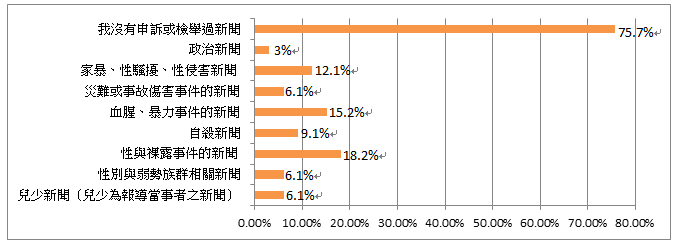 我沒有申訴或檢舉過新聞 75.7%↵
政治新聞 3%↵
家暴、性騷擾、性侵害新聞 12.1%↵
災難或事故傷害事件的新聞 6.1%↵
血腥、暴力事件的新聞 15.2%↵
自殺新聞 9.1%↵
性與裸露事件的新聞 18.2%↵
性別與弱勢族群相關新聞 6.1%↵
兒少新聞〔兒少為報導當事者之新聞〕 6.1%↵
0.00% 10.00% 20.00% 30.00% 40.00% 50.00% 60.00% 70.00% 80.00%